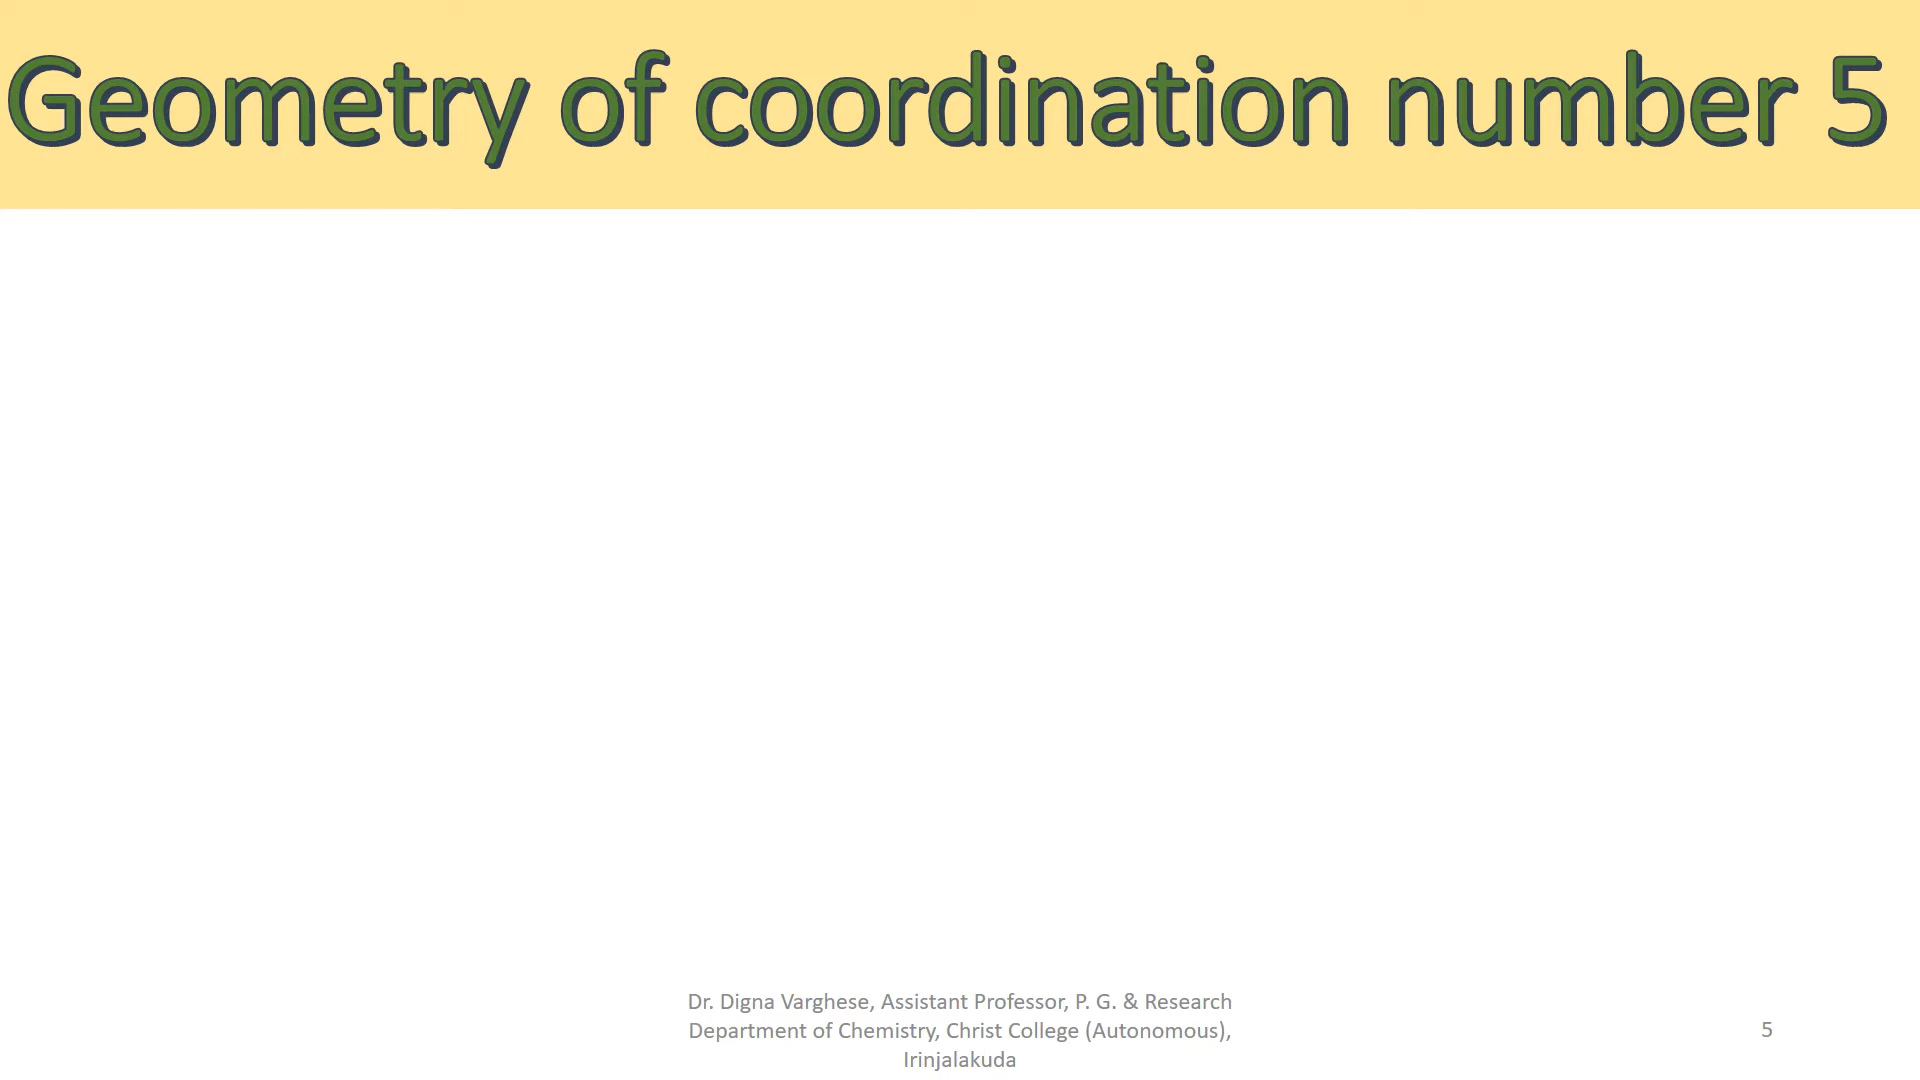 Geometry of coordination number 5
Dr. Digna Varghese, Assistant Professor, P. G. & Research
Department of Chemistry, Christ College (Autonomous),
Irinjalakuda
5